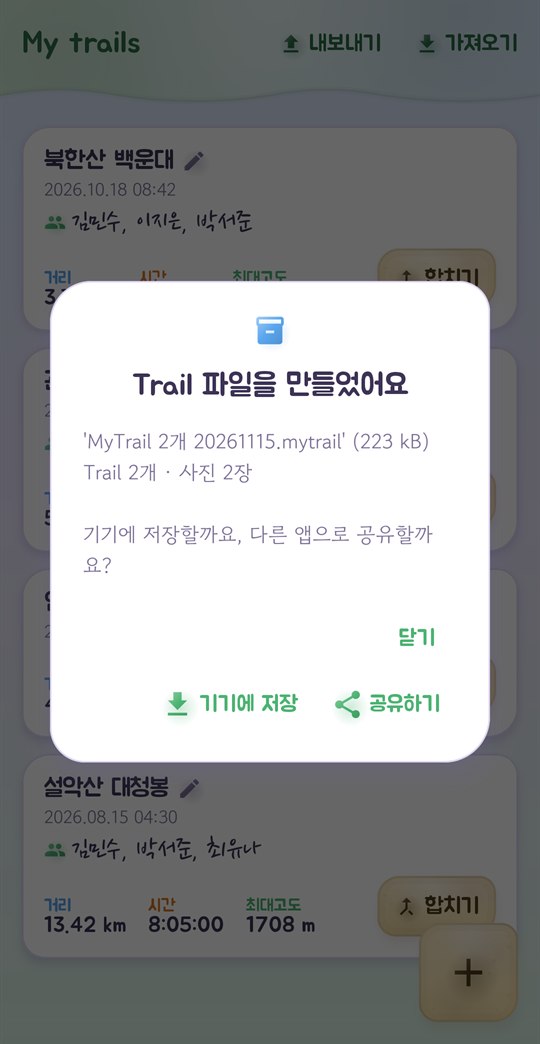 My trails
내보내기
가져오기
북한산 백운대
2026.10.18 08:42
김민수, 이지은, 박서준
거리 시간 최대고도
합치기
Trail 파일을 만들었어요
'MyTrail 2개 20261115.mytrail' (223 kB)
Trail 2개 · 사진 2장
기기에 저장할까요, 다른 앱으로 공유할까
요?
닫기
기기에 저장
공유하기
설악산 대청봉
2026.08.15 04:30
김민수, 박서준, 최유나
거리 시간 최대고도
13.42 km 8:05:00 1708 m
합치기